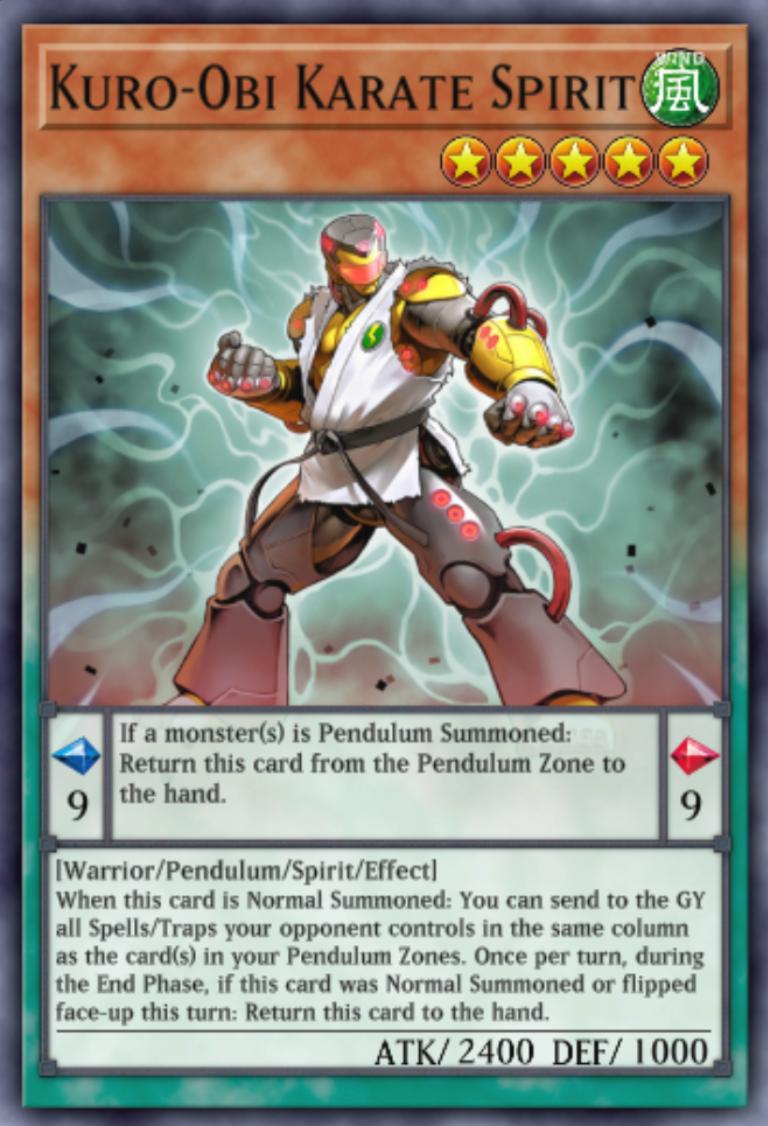 KURO-OBI KARATE SPIRIT
WIND
風
If a monster(s) is Pendulum Summoned:
Return this card from the Pendulum Zone to
the hand.
9
9
[Warrior/Pendulum/Spirit/Effect]
When this card is Normal Summoned: You can send to the GY
all Spells/Traps your opponent controls in the same column
as the card(s) in your Pendulum Zones. Once per turn, during
the End Phase, if this card was Normal Summoned or flipped
face-up this turn: Return this card to the hand.
ATK/ 2400 DEF/ 1000